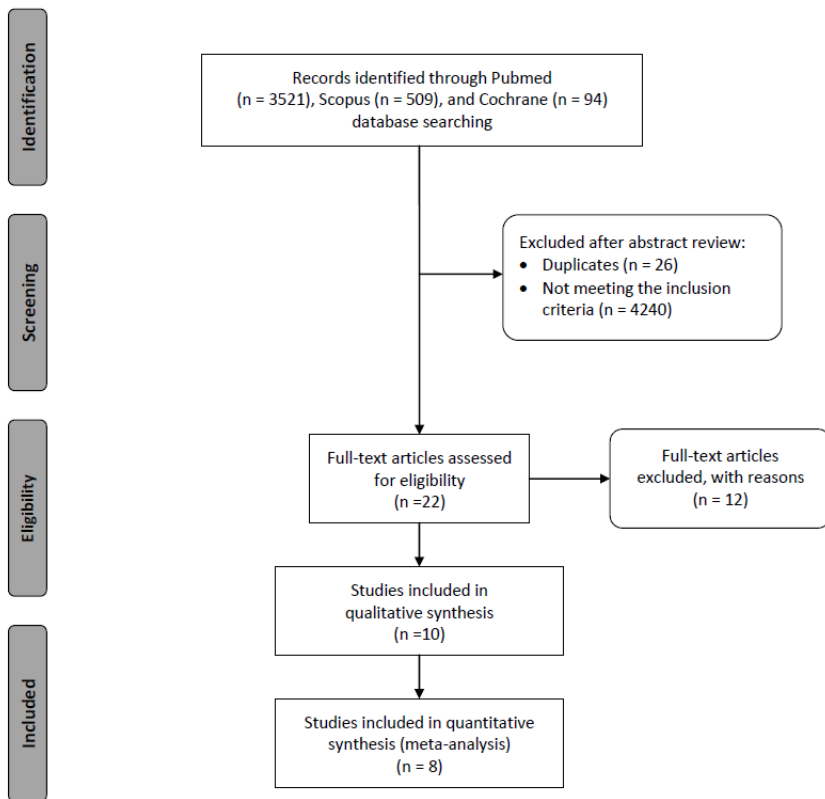 Identification
Records identified through Pubmed
(n = 3521), Scopus (n = 509), and Cochrane (n = 94)
database searching
Screening
Excluded after abstract review:
• Duplicates (n = 26)
• Not meeting the inclusion
criteria (n = 4240)
Eligibility
Full-text articles assessed
for eligibility
(n =22)
Full-text articles
excluded, with reasons
(n = 12)
Studies included in
qualitative synthesis
(n =10)
Included
Studies included in quantitative
synthesis (meta-analysis)
(n = 8)